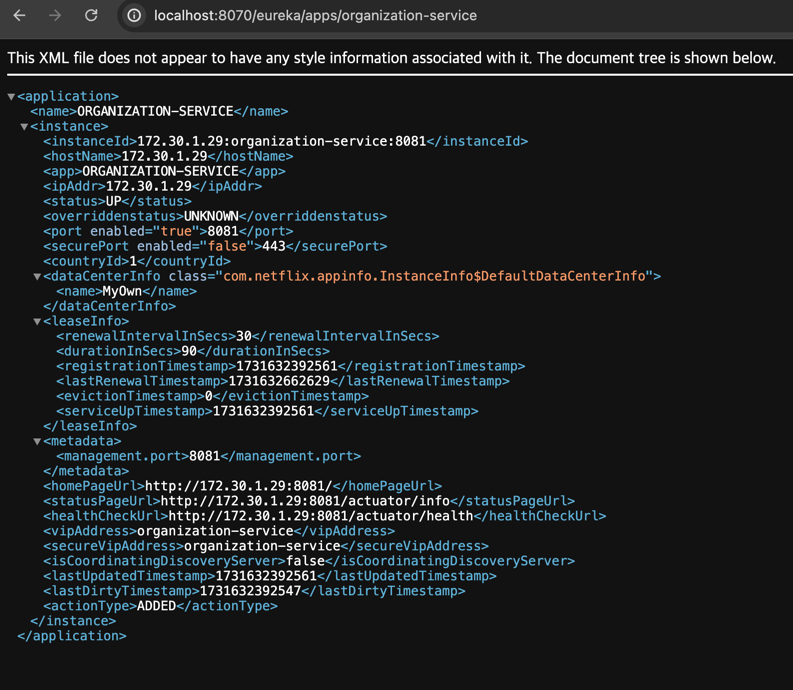 localhost:8070/eureka/apps/organization-service
This XML file does not appear to have any style information associated with it. The document tree is shown below.
▼<application>
<name>ORGANIZATION-SERVICE</name>
▼<instance>
<instanceId>172.30.1.29:organization-service:8081</instanceId>
<hostName>172.30.1.29</hostName>
<app>ORGANIZATION-SERVICE</app>
<ipAddr>172.30.1.29</ipAddr>
<status>UP</status>
<overriddenstatus>UNKNOWN</overriddenstatus>
<port enabled="true">8081</port>
<securePort enabled="false">443</securePort>
<countryId>1</countryId>
▼<dataCenterInfo class="com.netflix.appinfo.InstanceInfo$DefaultDataCenterInfo">
<name>MyOwn</name>
</dataCenterInfo>
▼<leaseInfo>
<renewalIntervalInSecs>30</renewalIntervalInSecs>
<durationInSecs>90</durationInSecs>
<registrationTimestamp>1731632392561</registrationTimestamp>
<lastRenewalTimestamp>1731632662629</lastRenewalTimestamp>
<evictionTimestamp>0</evictionTimestamp>
<serviceUpTimestamp>1731632392561</serviceUpTimestamp>
</leaseInfo>
▼<metadata>
<management.port>8081</management.port>
</metadata>
<homePageUrl>http://172.30.1.29:8081/</homePageUrl>
<statusPageUrl>http://172.30.1.29:8081/actuator/info</statusPageUrl>
<healthCheckUrl>http://172.30.1.29:8081/actuator/health</healthCheckUrl>
<vipAddress>organization-service</vipAddress>
<secureVipAddress>organization-service</secureVipAddress>
<isCoordinatingDiscoveryServer>false</isCoordinatingDiscoveryServer>
<lastUpdatedTimestamp>1731632392561</lastUpdatedTimestamp>
<lastDirtyTimestamp>1731632392547</lastDirtyTimestamp>
<actionType>ADDED</actionType>
</instance>
</application>